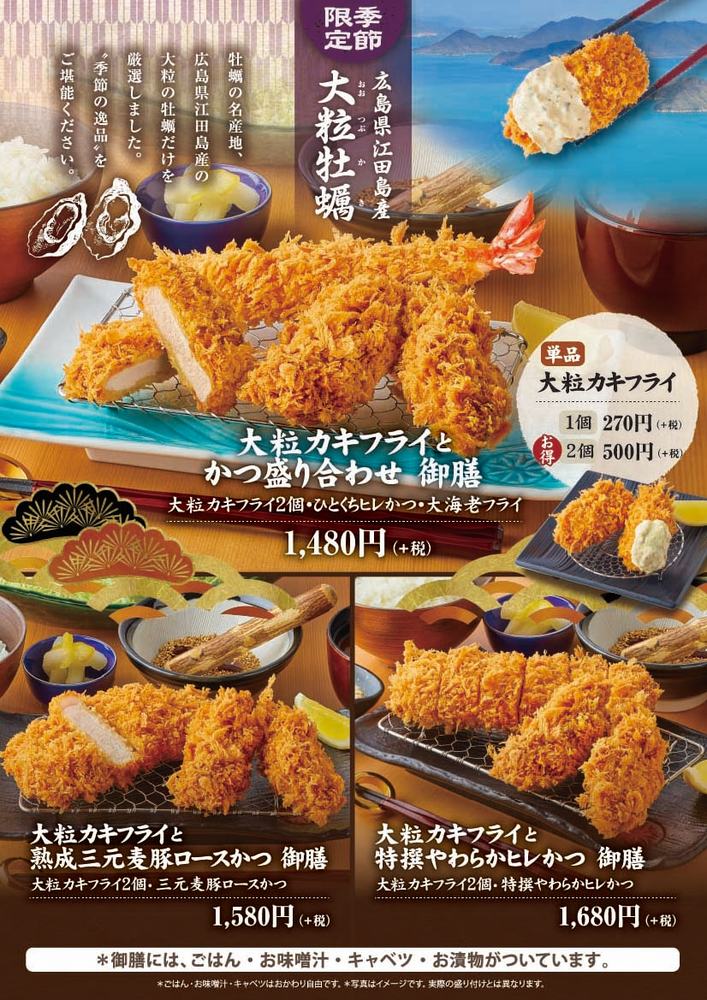 季節
限定
広島県江田島産
大粒牡蠣
おおつぶかき
牡蠣の名産地、
広島県江田島産の
大粒の牡蠣だけを
厳選しました。
〝季節の逸品〟を
ご堪能ください。
単品
大粒カキフライ
1個 270円(+税)
お得
2個 500円(+税)
大粒カキフライと
かつ盛り合わせ 御膳
大粒カキフライ2個・ひとくちヒレかつ・大海老フライ
1,480円(+税)
大粒カキフライと
熟成三元麦豚ロースかつ 御膳
大粒カキフライ2個・三元麦豚ロースかつ
1,580円(+税)
大粒カキフライと
特撰やわらかヒレかつ 御膳
大粒カキフライ2個・特撰やわらかヒレかつ
1,680円(+税)
*御膳には、ごはん・お味噌汁・キャベツ・お漬物がついています。
*ごはん・お味噌汁・キャベツはおかわり自由です。*写真はイメージです。実際の盛り付けとは異なります。